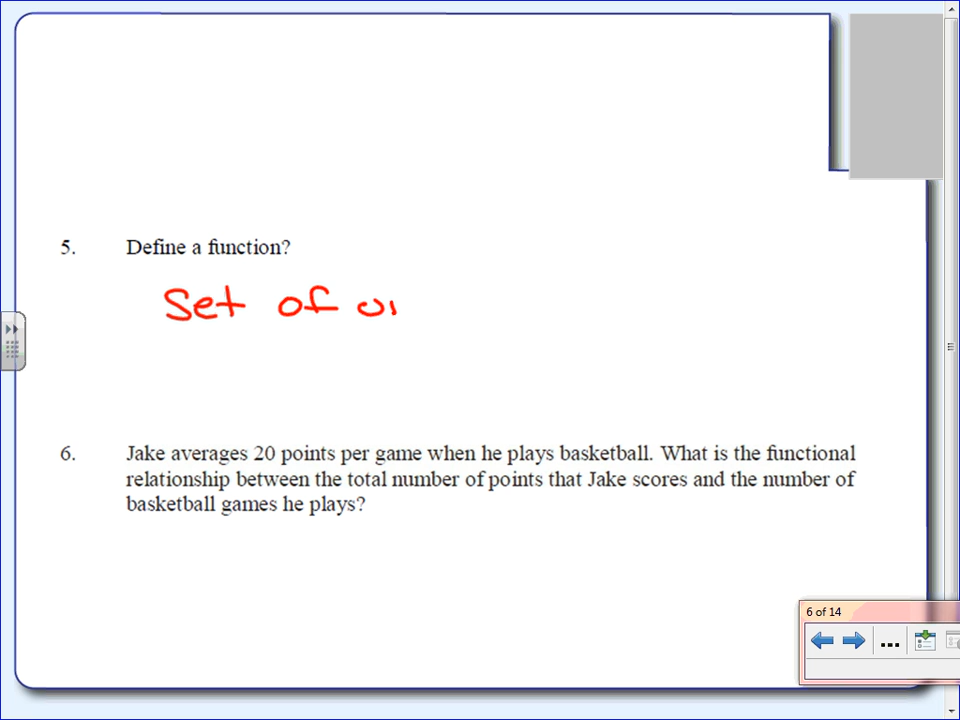 5. Define a function?
Set of
6. Jake averages 20 points per game when he plays basketball. What is the functional
relationship between the total number of points that Jake scores and the number of
basketball games he plays?
6 of 14